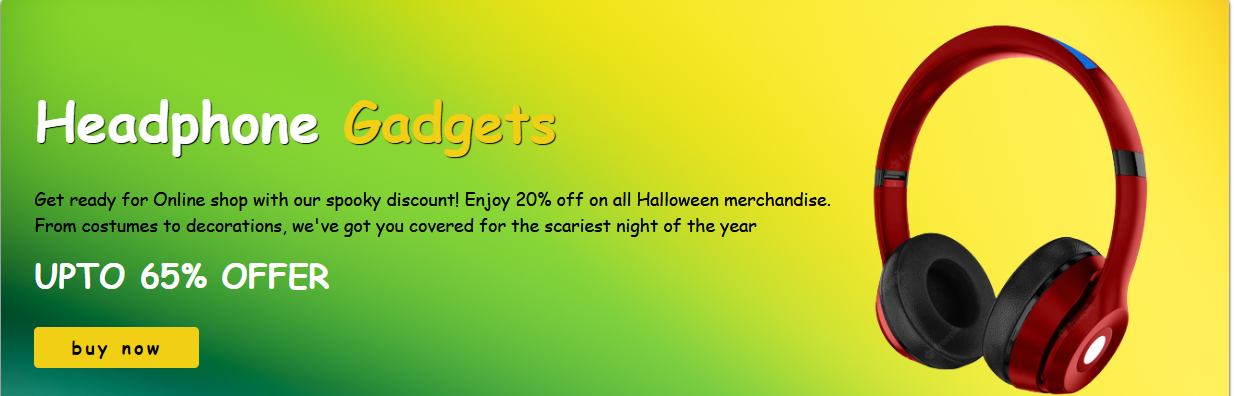 Headphone Gadgets
Get ready for Online shop with our spooky discount! Enjoy 20% off on all Halloween merchandise.
From costumes to decorations, we've got you covered for the scariest night of the year
UPTO 65% OFFER
buy now